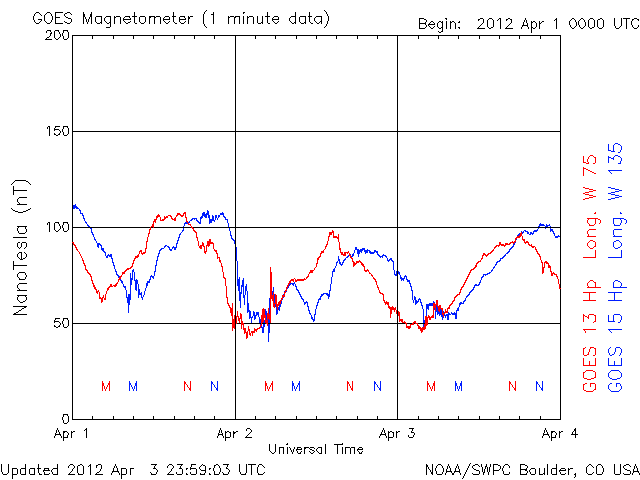 GOES Magnetometer (1 minute data)
Begin: 2012 Apr 1 0000 UTC
200
150
100
50
0
NanoTesla (nT)
M M N N M M N N M M N N
Apr 1 Apr 2 Apr 3 Apr 4
Universal Time
GOES 13 Hp Long. W 75
GOES 15 Hp Long. W 135
Updated 2012 Apr 3 23:59:03 UTC
NOAA/SWPC Boulder, CO USA